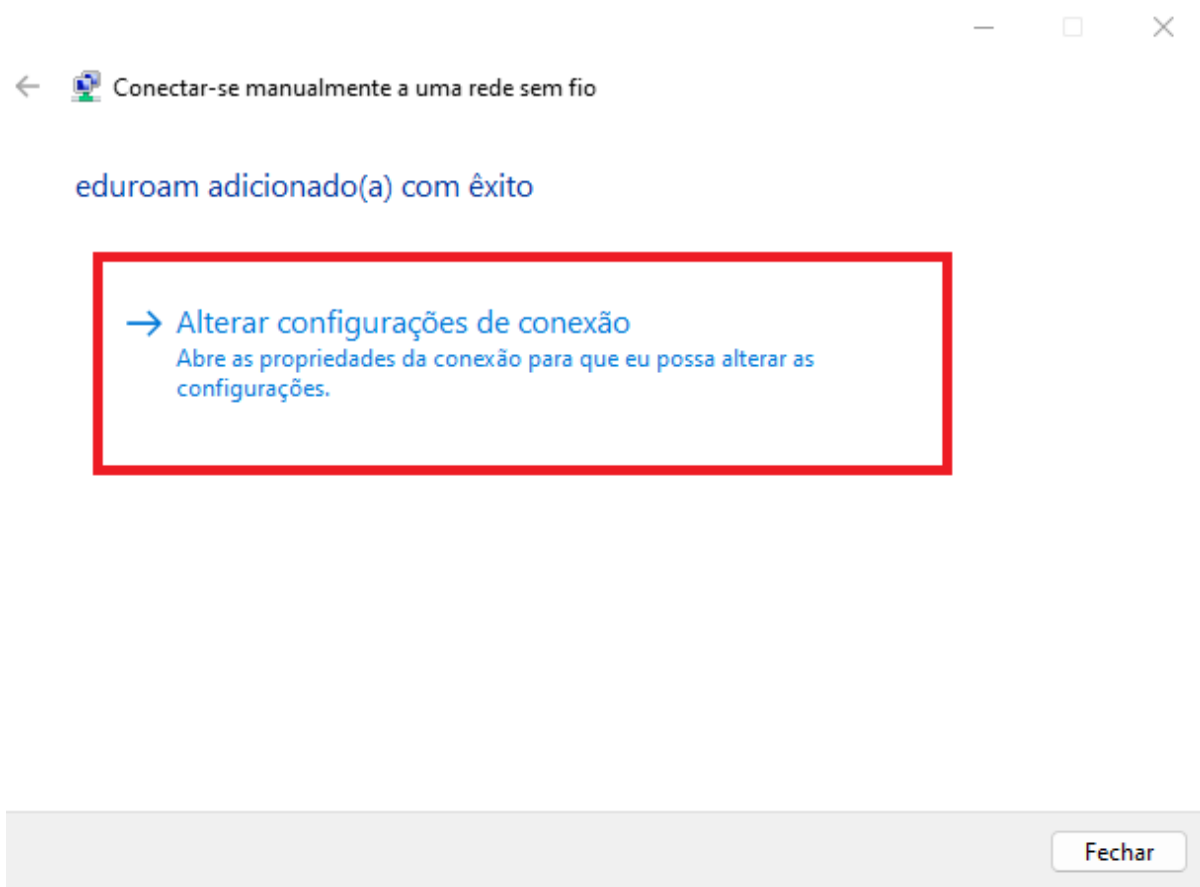 Conectar-se manualmente a uma rede sem fio
eduroam adicionado(a) com êxito
Alterar configurações de conexão
Abre as propriedades da conexão para que eu possa alterar as
configurações.
Fechar